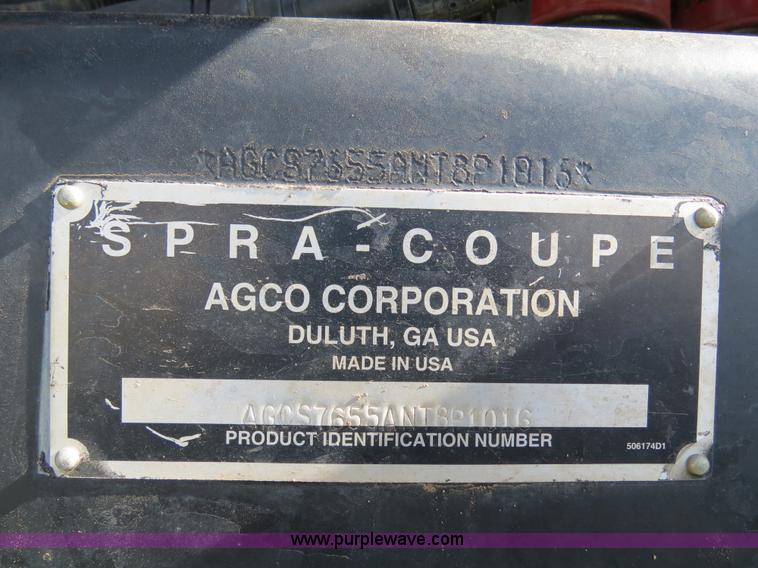 *AGCS7655ANT8P1016*
SPRA-COUPE
AGCO CORPORATION
DULUTH, GA USA
MADE IN USA
AGCS7655ANT8P1016
PRODUCT IDENTIFICATION NUMBER
506174D1
www.purplewave.com